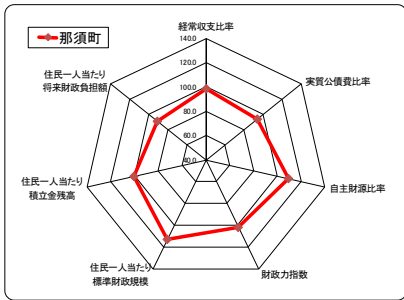 那須町
経常収支比率
実質公債費比率
自主財源比率
財政力指数
住民一人当たり
標準財政規模
住民一人当たり
積立金残高
住民一人当たり
将来財政負担額
140.0
120.0
100.0
80.0
60.0
40.0